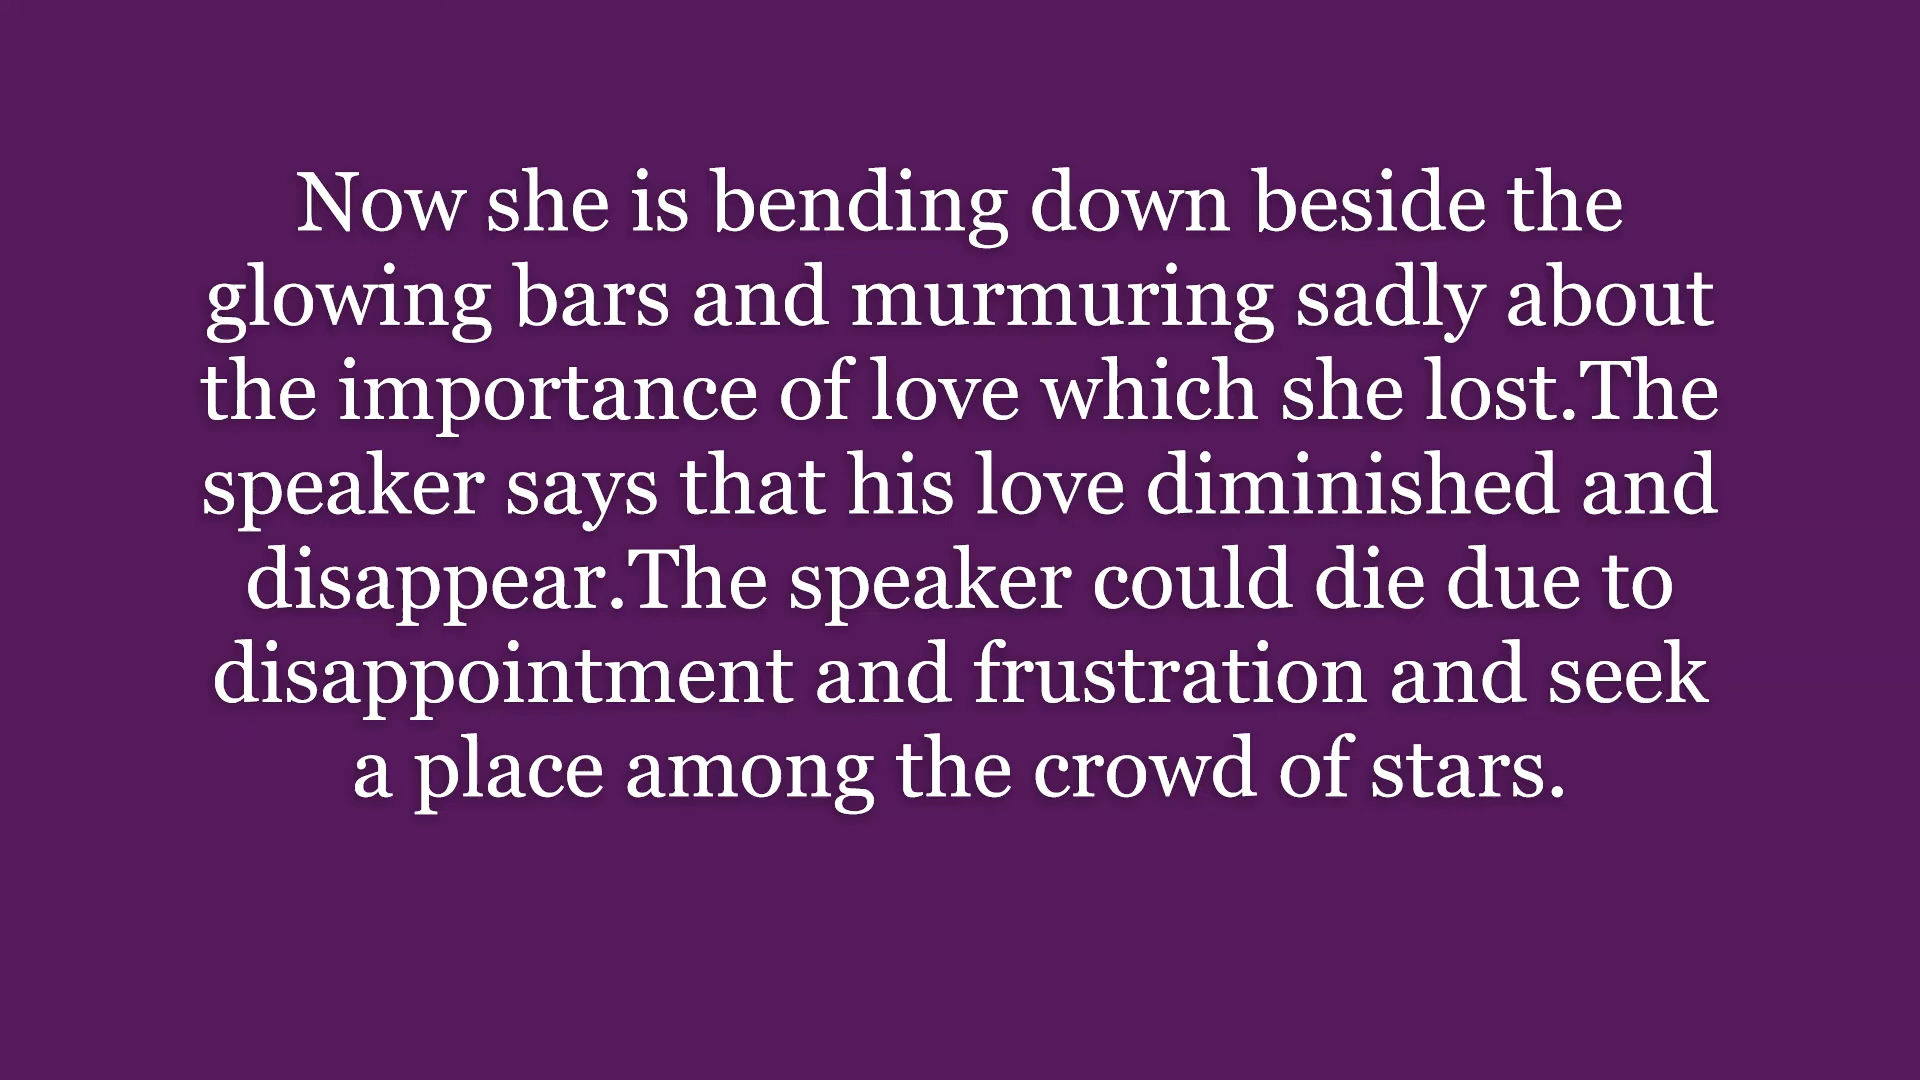 Now she is bending down beside the
glowing bars and murmuring sadly about
the importance of love which she lost.The
speaker says that his love diminished and
disappear.The speaker could die due to
disappointment and frustration and seek
a place among the crowd of stars.